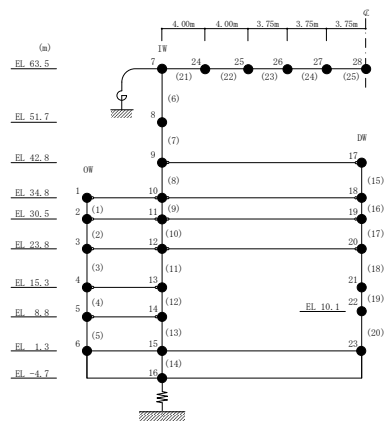 ℄
4.00m 4.00m 3.75m 3.75m 3.75m
(m) IW
7 24 25 26 27 28
EL 63.5
(21) (22) (23) (24) (25)
(6)
EL 51.7 8
(7) DW
EL 42.8 9 17
OW (8) (15)
EL 34.8 1 10 18
(1) (9) (16)
EL 30.5 2 11 19
(2) (10) (17)
EL 23.8 3 12 20
(3) (11) (18)
EL 15.3 4 13 21
(4) (12) (19)
EL 10.1 22
EL 8.8 5 14
(5) (13) (20)
EL 1.3 6 15 23
(14)
EL -4.7 16